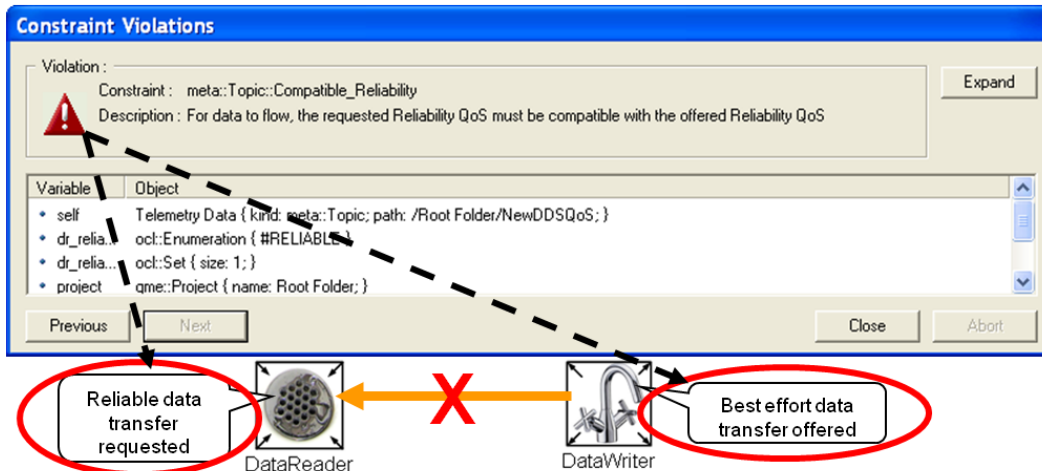 Constraint Violations
Violation :
Constraint : meta::Topic::Compatible_Reliability
Description : For data to flow, the requested Reliability QoS must be compatible with the offered Reliability QoS
Expand
Variable Object
self Telemetry Data { kind: meta::Topic; path: /Root Folder/NewDDSQoS; }
dr_relia... ocl::Enumeration { #RELIABLE }
dr_relia... ocl::Set { size: 1; }
project gme::Project { name: Root Folder; }
Previous Next Close Abort
Reliable data
transfer
requested
X
Best effort data
transfer offered
DataReader
DataWriter